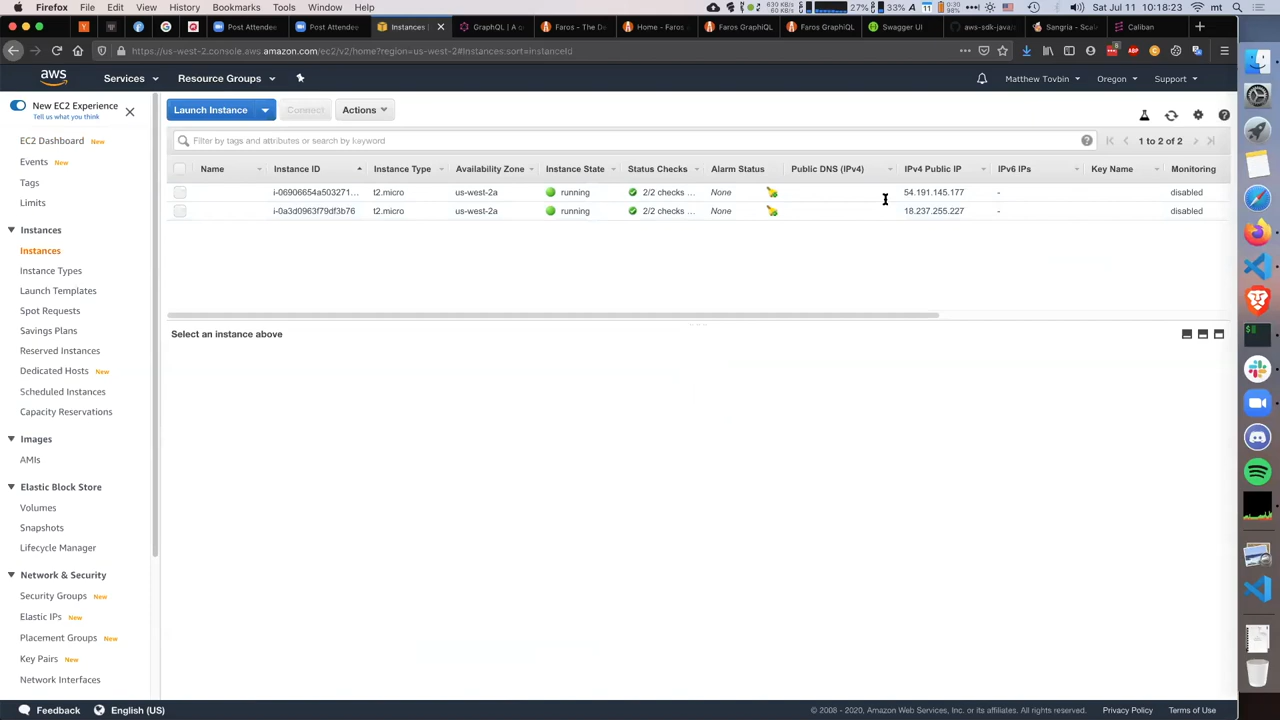 Firefox File Edit View History Bookmarks Tools Window Help
27% 33% Sat Jul 11 10:18:23 mt
Post Attendee Post Attendee Instances GraphQL | A Faros - The De Home - Faros Faros GraphQL Faros GraphQL Swagger UI aws-sdk-java Sangria - Scala Caliban
https://us-west-2.console.aws.amazon.com/ec2/v2/home?region=us-west-2#Instances:sort=instanceId
aws Services Resource Groups Matthew Tovbin Oregon Support
New EC2 Experience
Tell us what you think
Launch Instance Connect Actions
Filter by tags and attributes or search by keyword 1 to 2 of 2
Name Instance ID Instance Type Availability Zone Instance State Status Checks Alarm Status Public DNS (IPv4) IPv4 Public IP IPv6 IPs Key Name Monitoring
i-06906654a503271... t2.micro us-west-2a running 2/2 checks ... None 54.191.145.177 - disabled
i-0a3d0963f79df3b76 t2.micro us-west-2a running 2/2 checks ... None 18.237.255.227 - disabled
Select an instance above
EC2 Dashboard New
Events New
Tags
Limits
Instances
Instances
Instance Types
Launch Templates
Spot Requests
Savings Plans
Reserved Instances
Dedicated Hosts New
Scheduled Instances
Capacity Reservations
Images
AMIs
Elastic Block Store
Volumes
Snapshots
Lifecycle Manager
Network & Security
Security Groups New
Elastic IPs New
Placement Groups New
Key Pairs New
Network Interfaces
Feedback English (US) © 2008 - 2020, Amazon Web Services, Inc. or its affiliates. All rights reserved. Privacy Policy Terms of Use